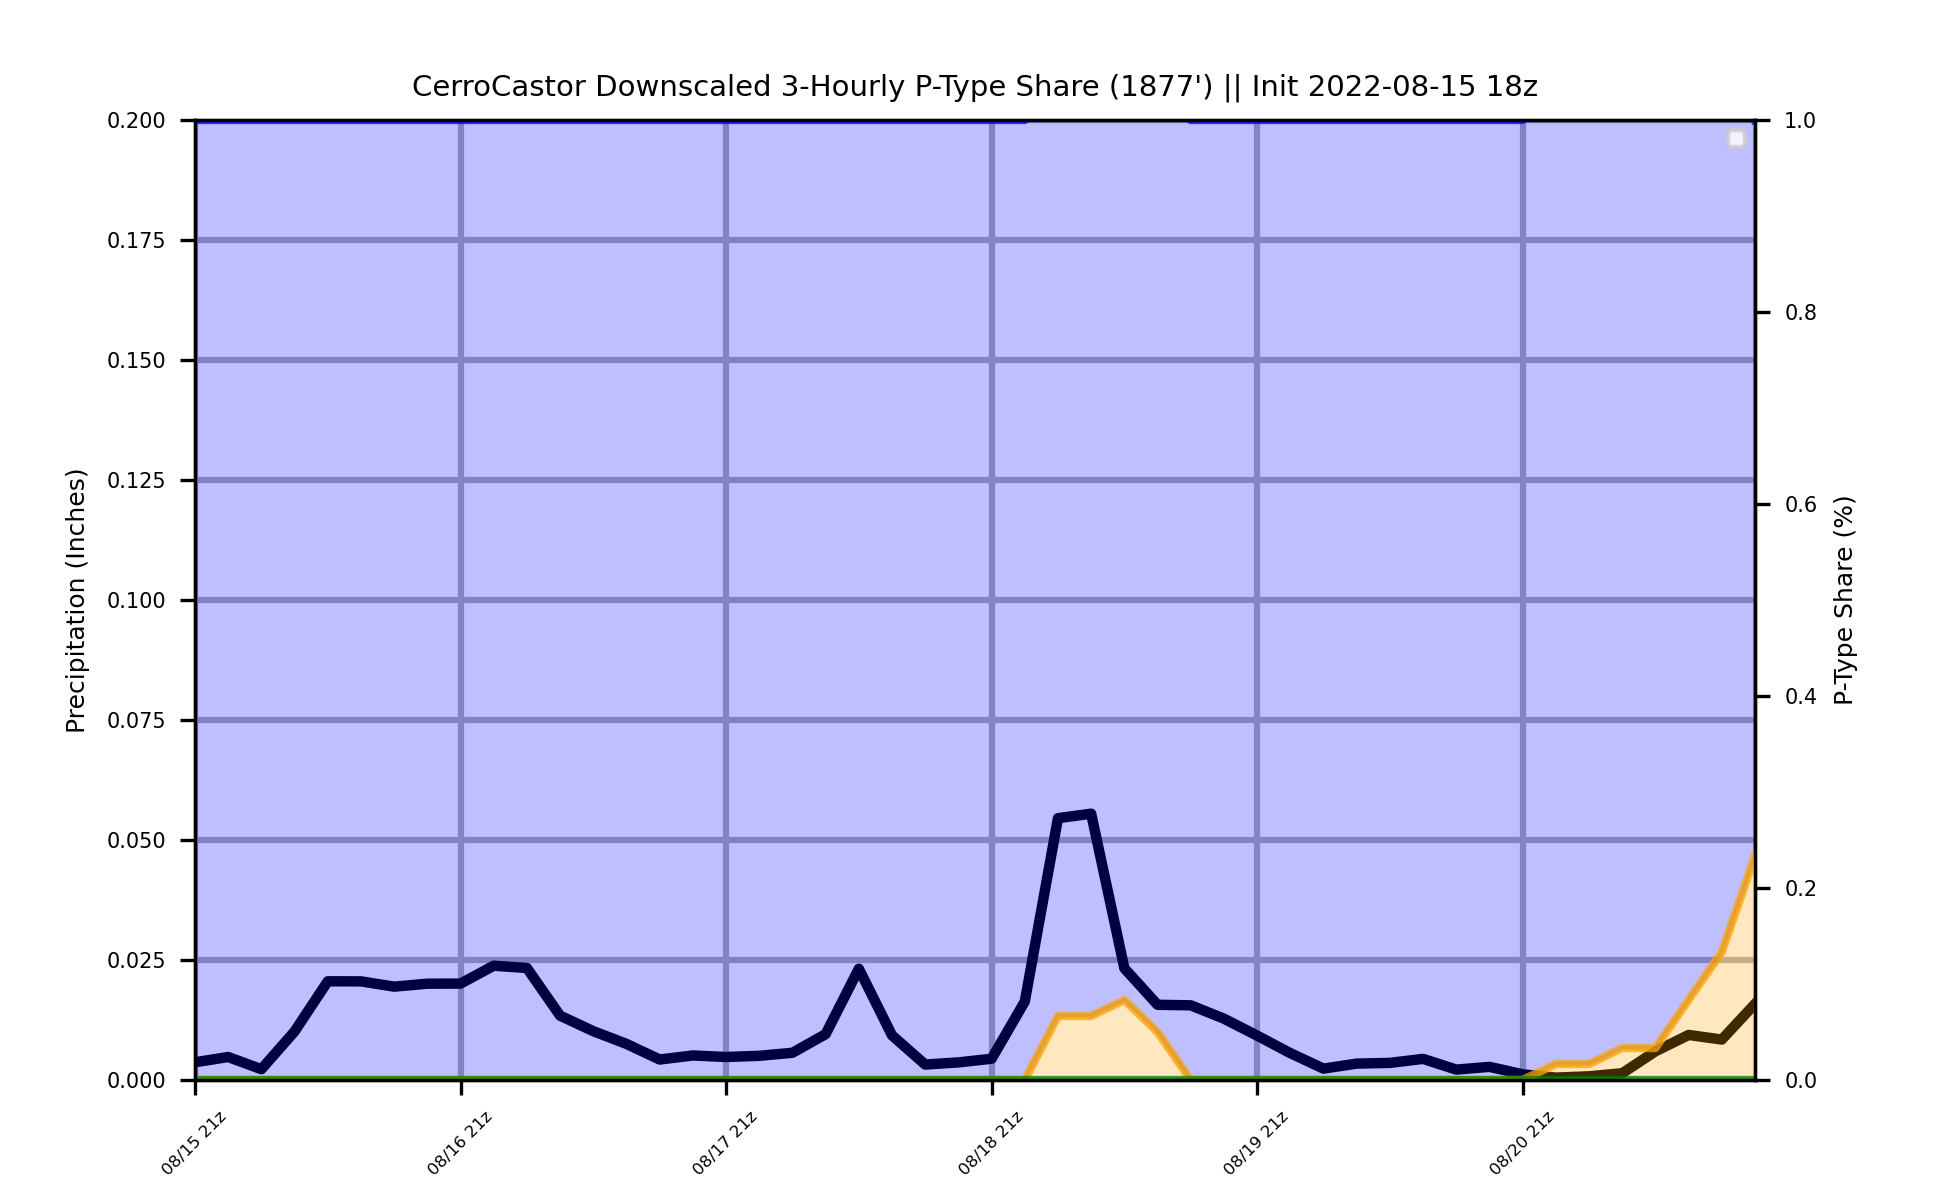 CerroCastor Downscaled 3-Hourly P-Type Share (1877') || Init 2022-08-15 18z
0.200
0.175
0.150
0.125
0.100
0.075
0.050
0.025
0.000
Precipitation (Inches)
1.0
0.8
0.6
0.4
0.2
0.0
P-Type Share (%)
08/15 21z
08/16 21z
08/17 21z
08/18 21z
08/19 21z
08/20 21z